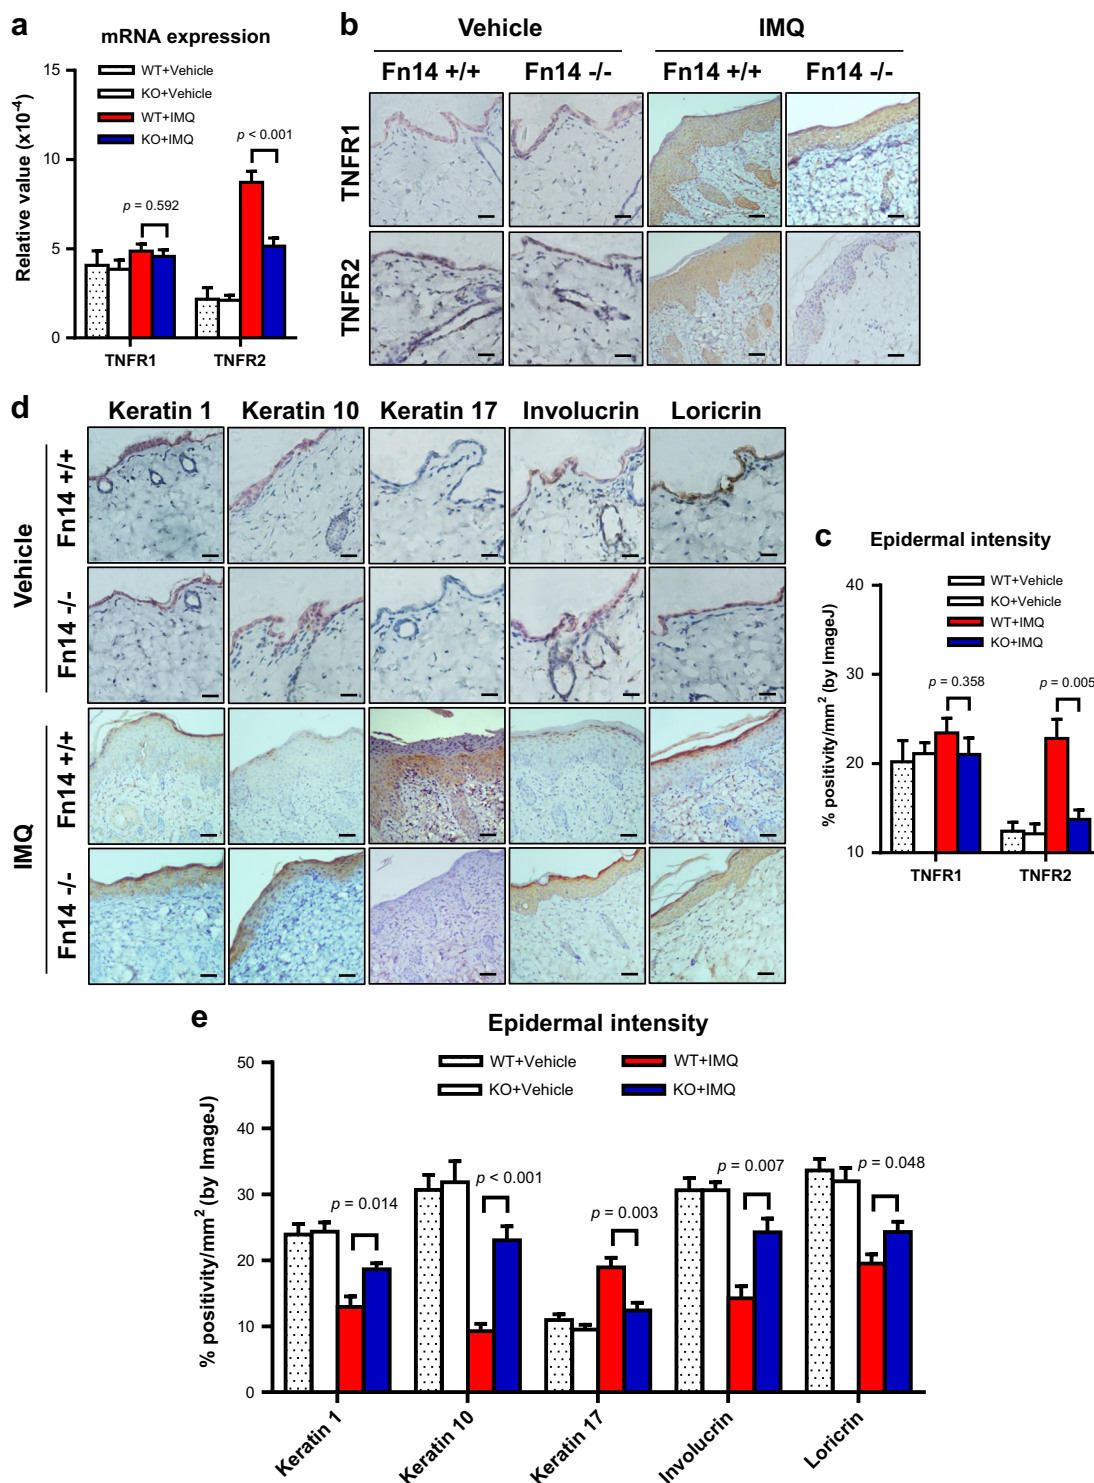 a
mRNA expression
15
10
5
0
Relative value (x10⁻⁴)
WT+Vehicle
KO+Vehicle
WT+IMQ
KO+IMQ
p = 0.592
p < 0.001
TNFR1
TNFR2
b
Vehicle
IMQ
Fn14 +/+
Fn14 -/-
Fn14 +/+
Fn14 -/-
TNFR1
TNFR2
d
Keratin 1
Keratin 10
Keratin 17
Involucrin
Loricrin
Vehicle
Fn14 +/+
Fn14 -/-
IMQ
Fn14 +/+
Fn14 -/-
c
Epidermal intensity
40
30
20
10
% positivity/mm² (by ImageJ)
WT+Vehicle
KO+Vehicle
WT+IMQ
KO+IMQ
p = 0.358
p = 0.005
TNFR1
TNFR2
e
Epidermal intensity
50
40
30
20
10
0
% positivity/mm² (by ImageJ)
WT+Vehicle
WT+IMQ
KO+Vehicle
KO+IMQ
p = 0.014
p < 0.001
p = 0.003
p = 0.007
p = 0.048
Keratin 1
Keratin 10
Keratin 17
Involucrin
Loricrin